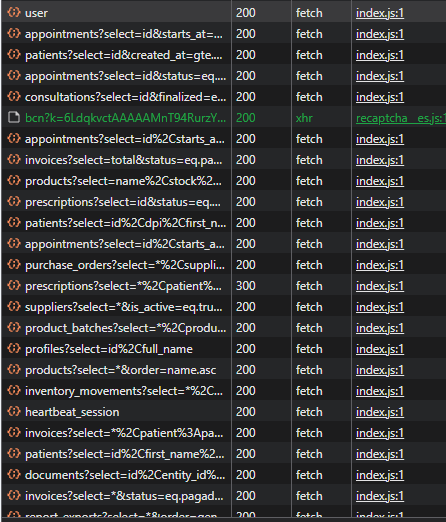 user 200 fetch index.js:1
appointments?select=id&starts_at=... 200 fetch index.js:1
patients?select=id&created_at=gte.... 200 fetch index.js:1
appointments?select=id&status=eq.... 200 fetch index.js:1
consultations?select=id&finalized=e... 200 fetch index.js:1
bcn?k=6LdqkvctAAAAAMnT94RurzY... 200 xhr recaptcha__es.js:1
appointments?select=id%2Cstarts_a... 200 fetch index.js:1
invoices?select=total&status=eq.pa... 200 fetch index.js:1
products?select=name%2Cstock%2... 200 fetch index.js:1
prescriptions?select=id&status=eq.... 200 fetch index.js:1
patients?select=id%2Cdpi%2Cfirst_n... 200 fetch index.js:1
appointments?select=id%2Cstarts_a... 200 fetch index.js:1
purchase_orders?select=*%2Csuppli... 200 fetch index.js:1
prescriptions?select=*%2Cpatient%... 300 fetch index.js:1
suppliers?select=*&is_active=eq.tru... 200 fetch index.js:1
product_batches?select=*%2Cprodu... 200 fetch index.js:1
profiles?select=id%2Cfull_name 200 fetch index.js:1
products?select=*&order=name.asc 200 fetch index.js:1
inventory_movements?select=*%2C... 200 fetch index.js:1
heartbeat_session 200 fetch index.js:1
invoices?select=*%2Cpatient%3Apa... 200 fetch index.js:1
patients?select=id%2Cfirst_name%2... 200 fetch index.js:1
documents?select=id%2Centity_id%... 200 fetch index.js:1
invoices?select=*&status=eq.pagad... 200 fetch index.js:1
report_exports?select=*&order=gen... 200 fetch index.js:1